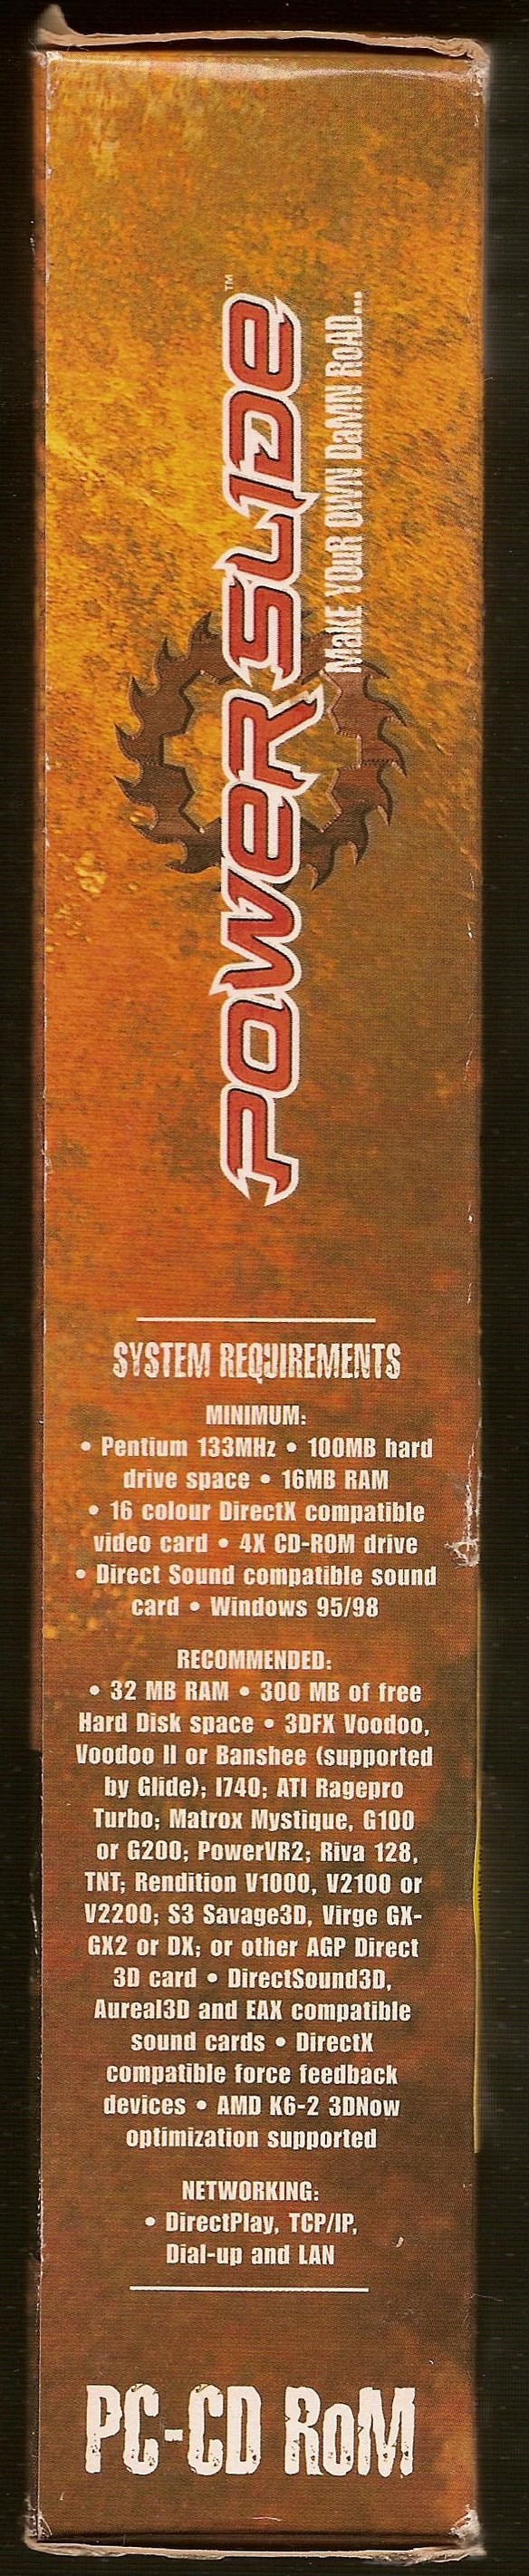 POWERSLIDE™
MaKE YOuR OWN DaMN RoAD...
SYSTEM REQUIREMENTS
MINIMUM:
• Pentium 133MHz • 100MB hard
drive space • 16MB RAM
• 16 colour DirectX compatible
video card • 4X CD-ROM drive
• Direct Sound compatible sound
card • Windows 95/98
RECOMMENDED:
• 32 MB RAM • 300 MB of free
Hard Disk space • 3DFX Voodoo,
Voodoo II or Banshee (supported
by Glide); I740; ATI Ragepro
Turbo; Matrox Mystique, G100
or G200; PowerVR2; Riva 128,
TNT; Rendition V1000, V2100 or
V2200; S3 Savage3D, Virge GX-
GX2 or DX; or other AGP Direct
3D card • DirectSound3D,
Aureal3D and EAX compatible
sound cards • DirectX
compatible force feedback
devices • AMD K6-2 3DNow
optimization supported
NETWORKING:
• DirectPlay, TCP/IP,
Dial-up and LAN
PC-CD RoM